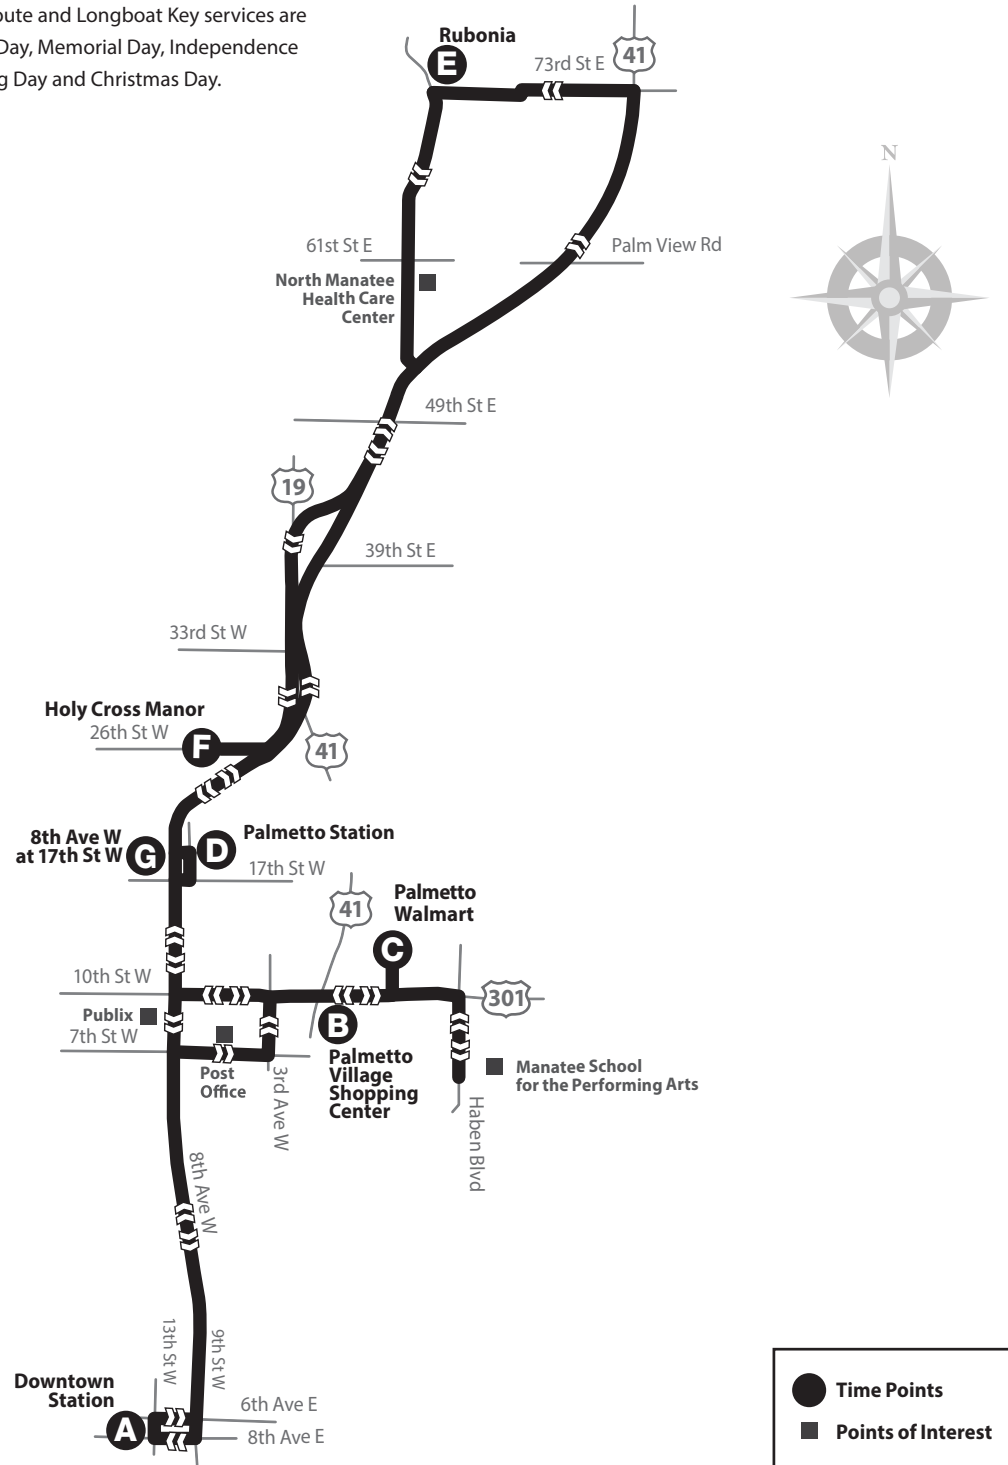 oute and Longboat Key services are
Day, Memorial Day, Independence
g Day and Christmas Day.
Rubonia
E
73rd St E
41
N
61st St E
Palm View Rd
North Manatee
Health Care
Center
49th St E
19
39th St E
33rd St W
Holy Cross Manor
26th St W
F
41
8th Ave W
at 17th St W
G
D
Palmetto Station
17th St W
41
Palmetto
Walmart
C
10th St W
301
Publix
7th St W
B
Palmetto
Village
Shopping
Center
Post
Office
3rd Ave W
Manatee School
for the Performing Arts
Haben Blvd
8th Ave W
13th St W
9th St W
Downtown
Station
A
6th Ave E
8th Ave E
Time Points
Points of Interest